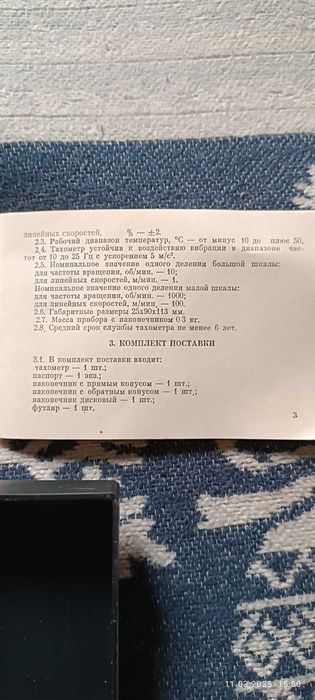 линейных скоростей, % — ±2.
2.3. Рабочий диапазон температур, °С — от минус 10 до плюс 50,
2.4. Тахометр устойчив к воздействию вибрации в диапазоне час-
тот от 10 до 25 Гц с ускорением 5 м/с².
2.5. Номинальное значение одного деления большой шкалы:
для частоты вращения, об/мин. — 10;
для линейных скоростей, м/мин. — 1.
Номинальное значение одного деления малой шкалы:
для частоты вращения, об/мин. — 1000;
для линейных скоростей, м/мин. — 100.
2.6. Габаритные размеры 25х90х113 мм.
2.7. Масса прибора с наконечником 0.3 кг.
2.8. Средний срок службы тахометра не менее 6 лет.
3. КОМПЛЕКТ ПОСТАВКИ
3.1. В комплект поставки входит:
тахометр — 1 шт.;
паспорт — 1 экз.;
наконечник с прямым конусом — 1 шт.;
наконечник с обратным конусом — 1 шт.;
наконечник дисковый — 1 шт.;
футляр — 1 шт.
3
11.03.2025 15:50